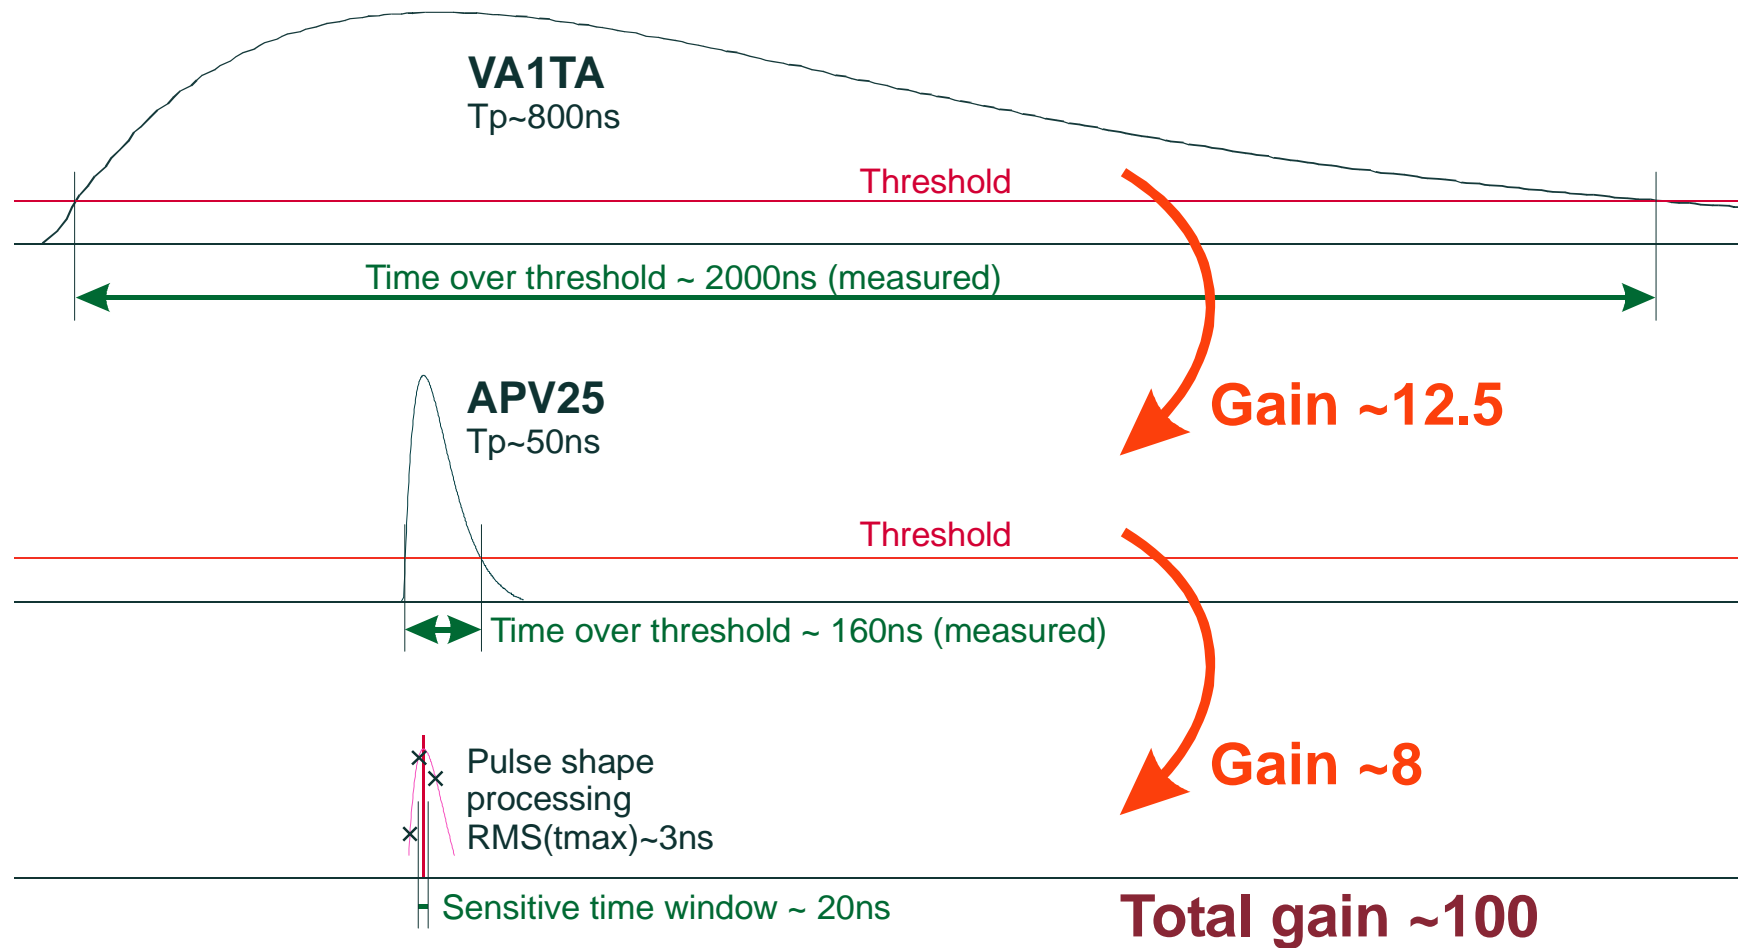 VA1TA
Tp~800ns
Threshold
Time over threshold ~ 2000ns (measured)
APV25
Tp~50ns
Gain ~12.5
Threshold
Time over threshold ~ 160ns (measured)
Pulse shape
processing
RMS(tmax)~3ns
Gain ~8
Sensitive time window ~ 20ns
Total gain ~100